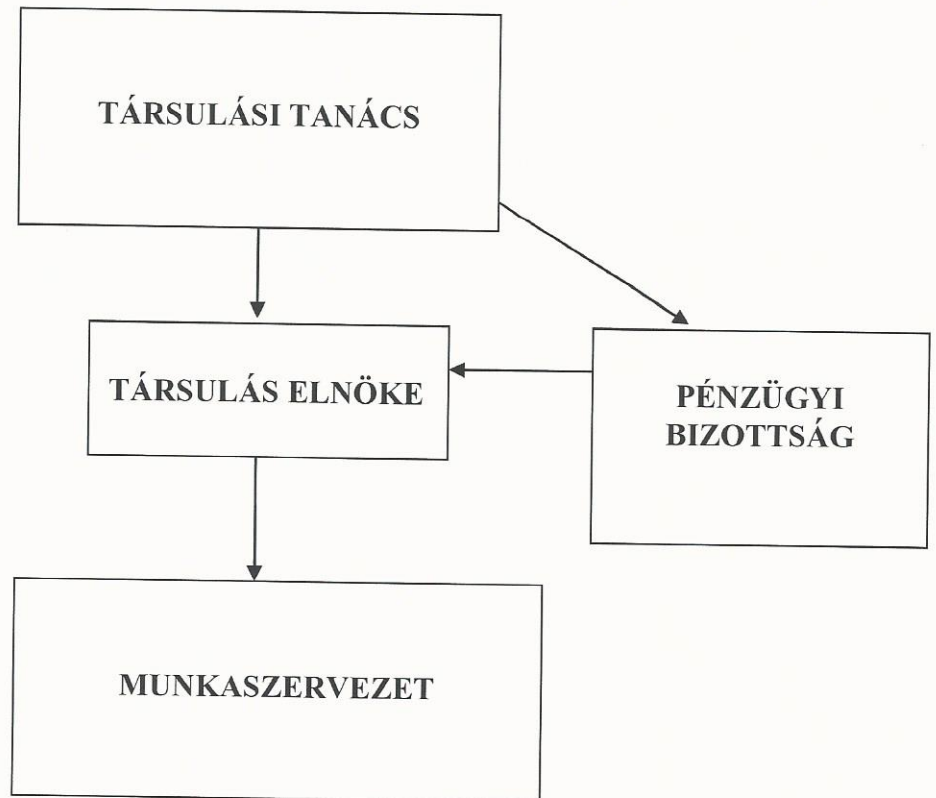 TÁRSULÁSI TANÁCS
TÁRSULÁS ELNÖKE
PÉNZÜGYI
BIZOTTSÁG
MUNKASZERVEZET